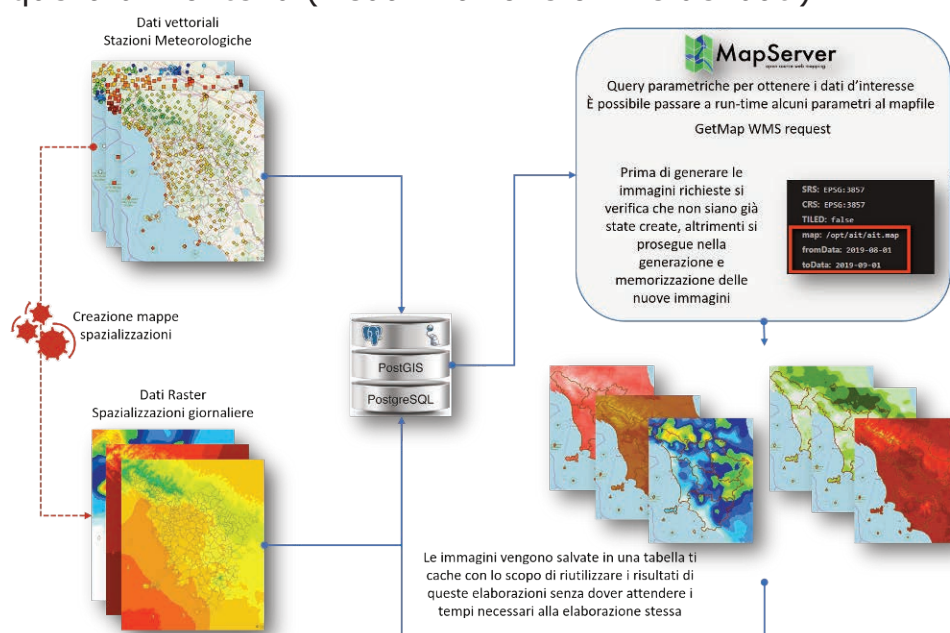 Dati vettoriali
Stazioni Meteorologiche
MapServer
open source web mapping
Query parametriche per ottenere i dati d'interesse
È possibile passare a run-time alcuni parametri al mapfile
GetMap WMS request
Prima di generare le
immagini richieste si
verifica che non siano già
state create, altrimenti si
prosegue nella
generazione e
memorizzazione delle
nuove immagini
SRS: EPSG:3857
CRS: EPSG:3857
TILED: false
map: /opt/ait/ait.map
fromData: 2019-08-01
toData: 2019-09-01
Creazione mappe
spazializzazioni
PostGIS
PostgreSQL
Dati Raster
Spazializzazioni giornaliere
Le immagini vengono salvate in una tabella ti
cache con lo scopo di riutilizzare i risultati di
queste elaborazioni senza dover attendere i
tempi necessari alla elaborazione stessa